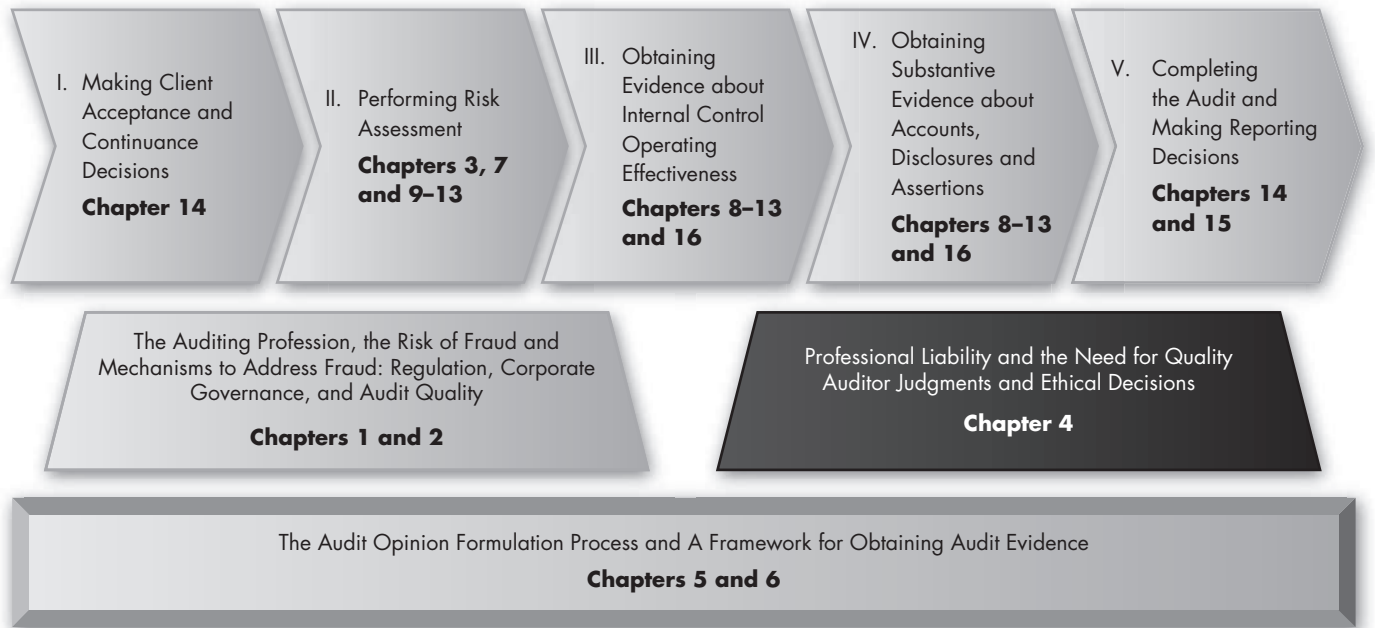 I. Making Client
Acceptance and
Continuance
Decisions
Chapter 14
II. Performing Risk
Assessment
Chapters 3, 7
and 9–13
III. Obtaining
Evidence about
Internal Control
Operating
Effectiveness
Chapters 8–13
and 16
IV. Obtaining
Substantive
Evidence about
Accounts,
Disclosures and
Assertions
Chapters 8–13
and 16
V. Completing
the Audit and
Making Reporting
Decisions
Chapters 14
and 15
The Auditing Profession, the Risk of Fraud and
Mechanisms to Address Fraud: Regulation, Corporate
Governance, and Audit Quality
Chapters 1 and 2
Professional Liability and the Need for Quality
Auditor Judgments and Ethical Decisions
Chapter 4
The Audit Opinion Formulation Process and A Framework for Obtaining Audit Evidence
Chapters 5 and 6